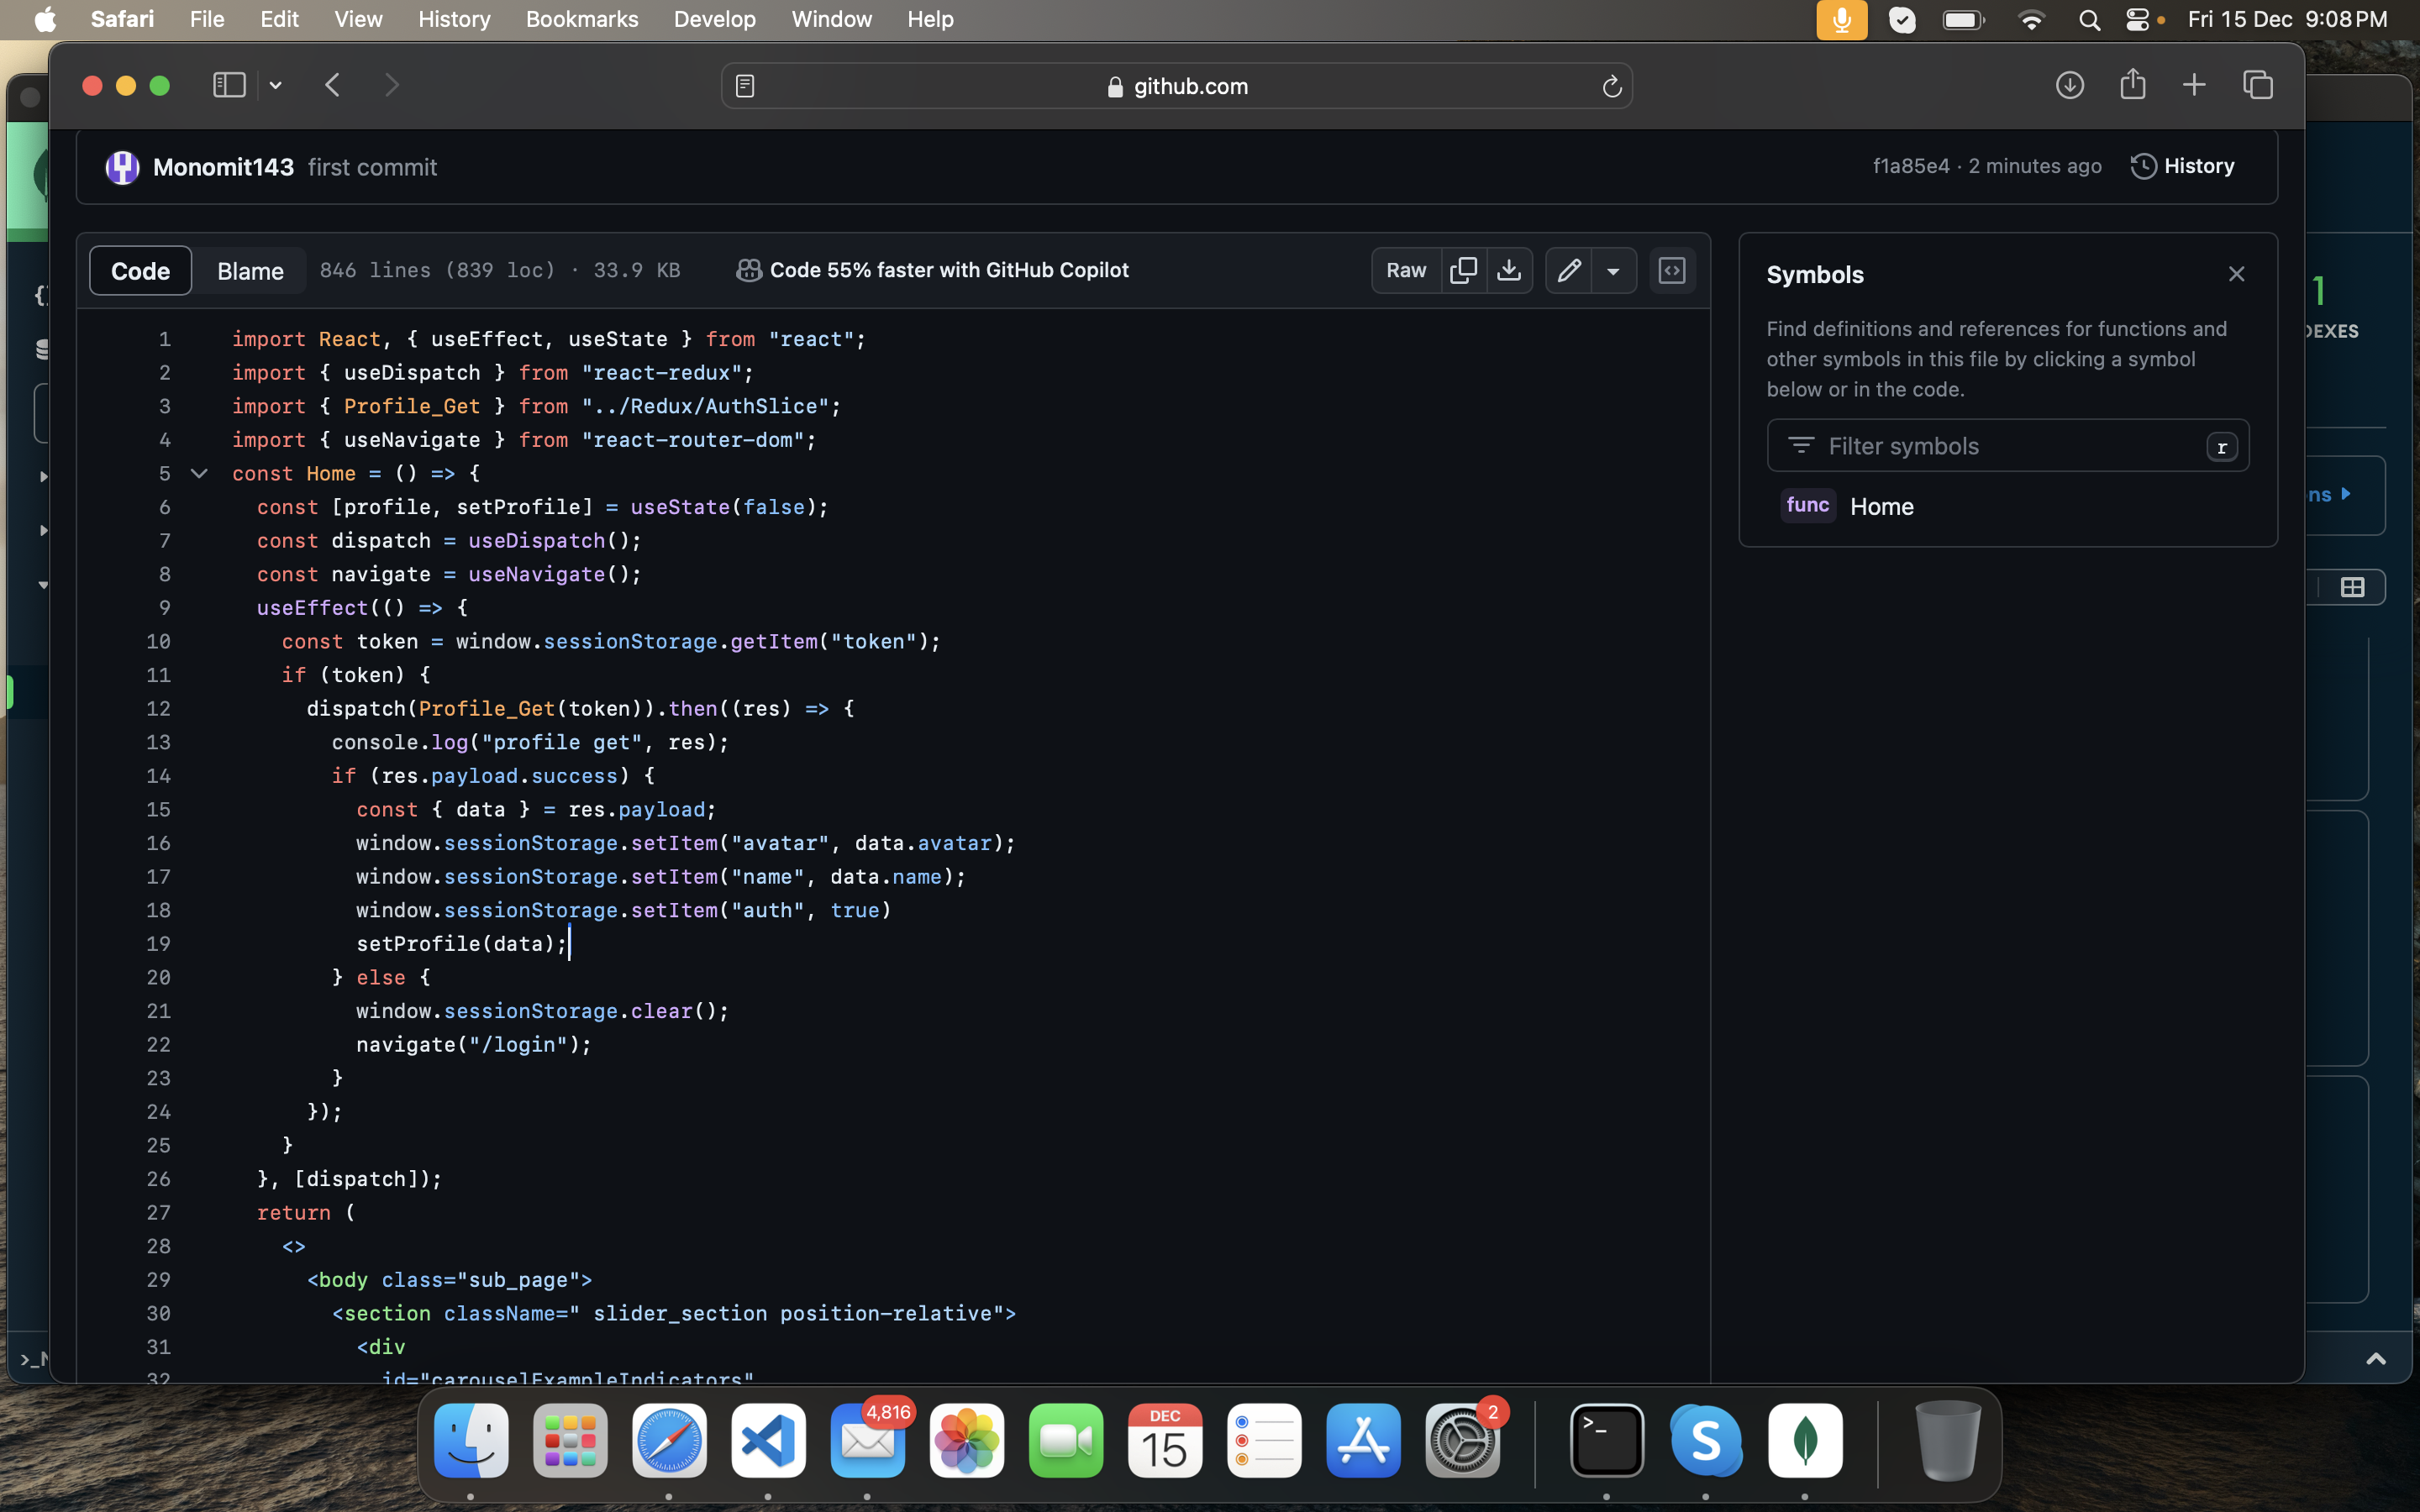 Safari File Edit View History Bookmarks Develop Window Help Fri 15 Dec 9:08 PM
github.com
Monomit143 first commit f1a85e4 · 2 minutes ago History
Code Blame 846 lines (839 loc) · 33.9 KB Code 55% faster with GitHub Copilot Raw
1 import React, { useEffect, useState } from "react";
2 import { useDispatch } from "react-redux";
3 import { Profile_Get } from "../Redux/AuthSlice";
4 import { useNavigate } from "react-router-dom";
5 const Home = () => {
6 const [profile, setProfile] = useState(false);
7 const dispatch = useDispatch();
8 const navigate = useNavigate();
9 useEffect(() => {
10 const token = window.sessionStorage.getItem("token");
11 if (token) {
12 dispatch(Profile_Get(token)).then((res) => {
13 console.log("profile get", res);
14 if (res.payload.success) {
15 const { data } = res.payload;
16 window.sessionStorage.setItem("avatar", data.avatar);
17 window.sessionStorage.setItem("name", data.name);
18 window.sessionStorage.setItem("auth", true)
19 setProfile(data);
20 } else {
21 window.sessionStorage.clear();
22 navigate("/login");
23 }
24 });
25 }
26 }, [dispatch]);
27 return (
28 <>
29 <body class="sub_page">
30 <section className=" slider_section position-relative">
31 <div
32 id="carouselExampleIndicators"
Symbols
Find definitions and references for functions and
other symbols in this file by clicking a symbol
below or in the code.
Filter symbols r
func Home
1
DEXES
ns
>_M
4,816
DEC
15
2
>_
S